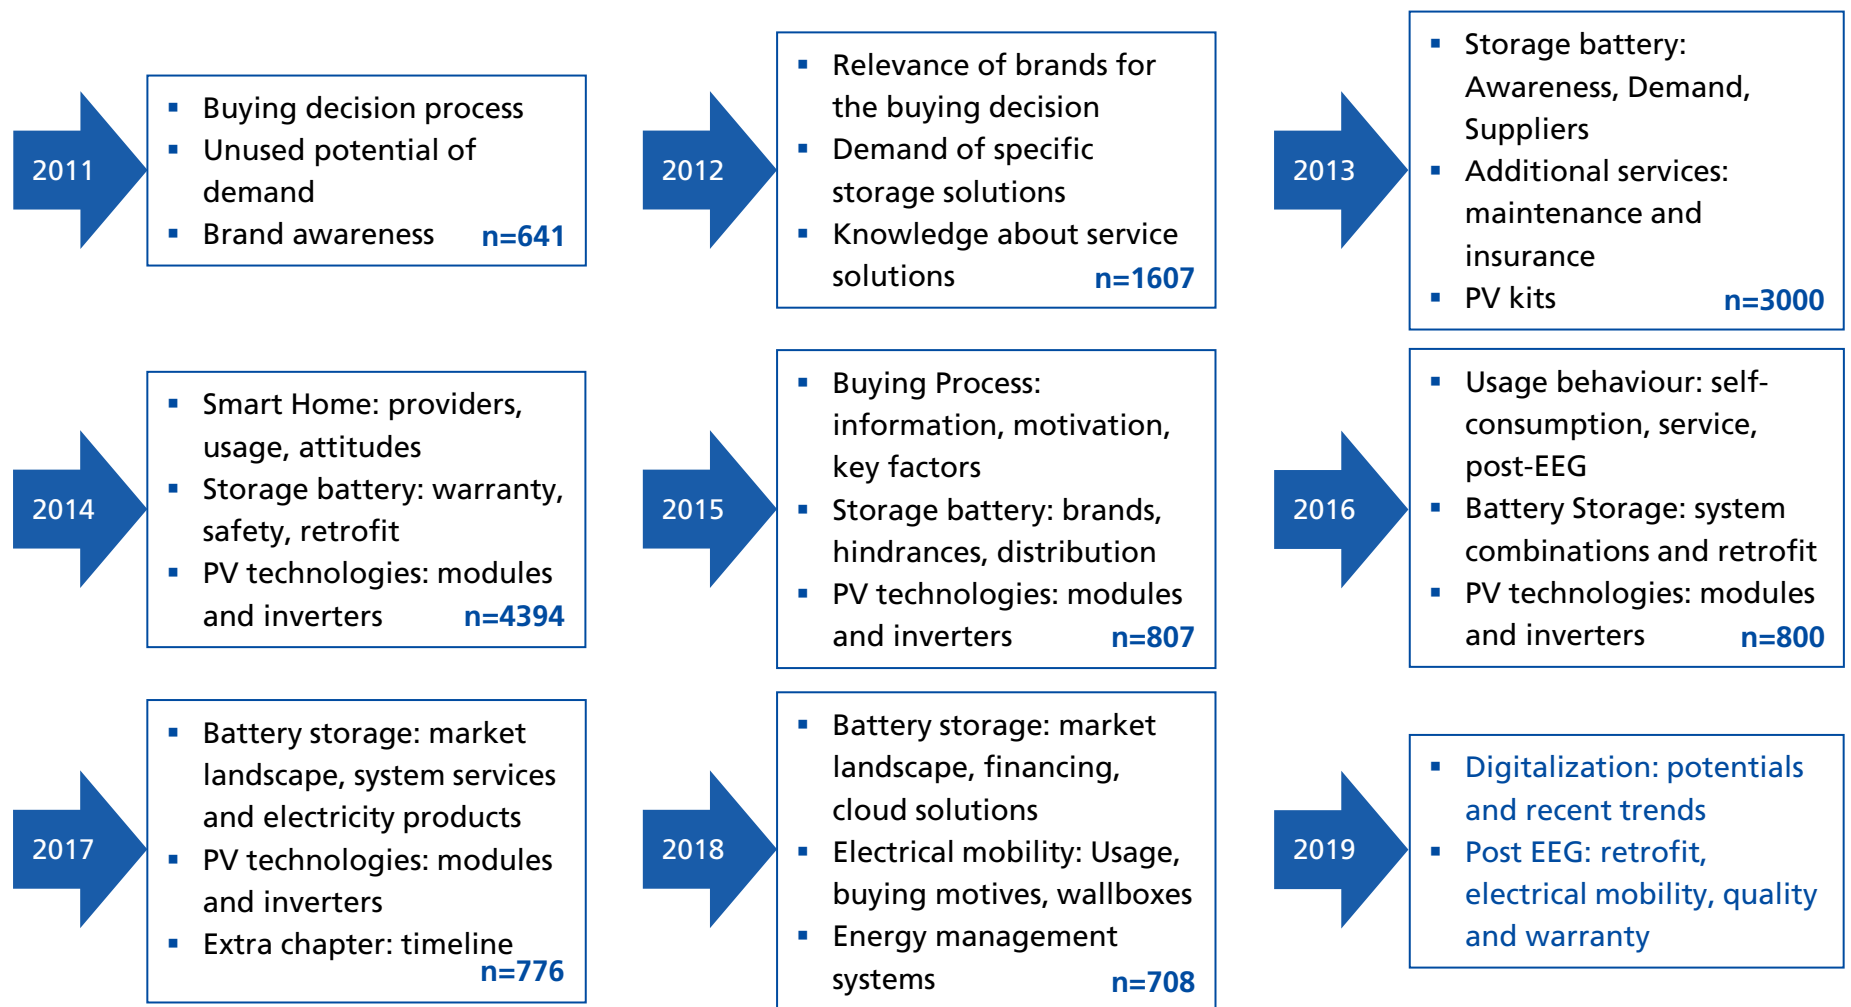 2011
▪ Buying decision process
▪ Unused potential of
demand
▪ Brand awareness n=641
2012
▪ Relevance of brands for
the buying decision
▪ Demand of specific
storage solutions
▪ Knowledge about service
solutions n=1607
2013
▪ Storage battery:
Awareness, Demand,
Suppliers
▪ Additional services:
maintenance and
insurance
▪ PV kits n=3000
2014
▪ Smart Home: providers,
usage, attitudes
▪ Storage battery: warranty,
safety, retrofit
▪ PV technologies: modules
and inverters n=4394
2015
▪ Buying Process:
information, motivation,
key factors
▪ Storage battery: brands,
hindrances, distribution
▪ PV technologies: modules
and inverters n=807
2016
▪ Usage behaviour: self-
consumption, service,
post-EEG
▪ Battery Storage: system
combinations and retrofit
▪ PV technologies: modules
and inverters n=800
2017
▪ Battery storage: market
landscape, system services
and electricity products
▪ PV technologies: modules
and inverters
▪ Extra chapter: timeline
n=776
2018
▪ Battery storage: market
landscape, financing,
cloud solutions
▪ Electrical mobility: Usage,
buying motives, wallboxes
▪ Energy management
systems n=708
2019
▪ Digitalization: potentials
and recent trends
▪ Post EEG: retrofit,
electrical mobility, quality
and warranty